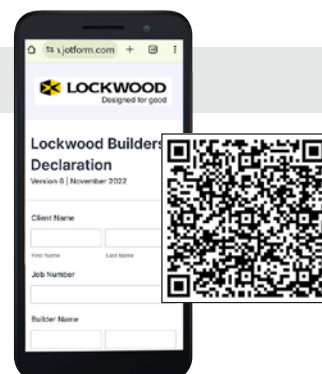 jotform.com
LOCKWOOD
Designed for good
Lockwood Builders
Declaration
Version 6 | November 2022
Client Name
First Name Last Name
Job Number
Builder Name